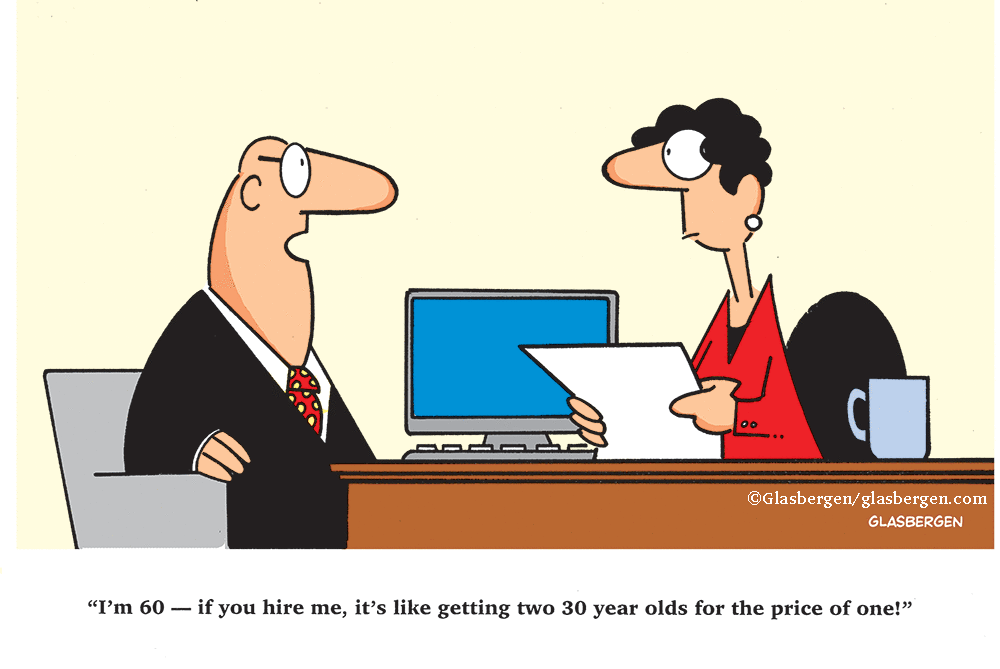 ©Glasbergen/glasbergen.com
GLASBERGEN
“I’m 60 — if you hire me, it’s like getting two 30 year olds for the price of one!”